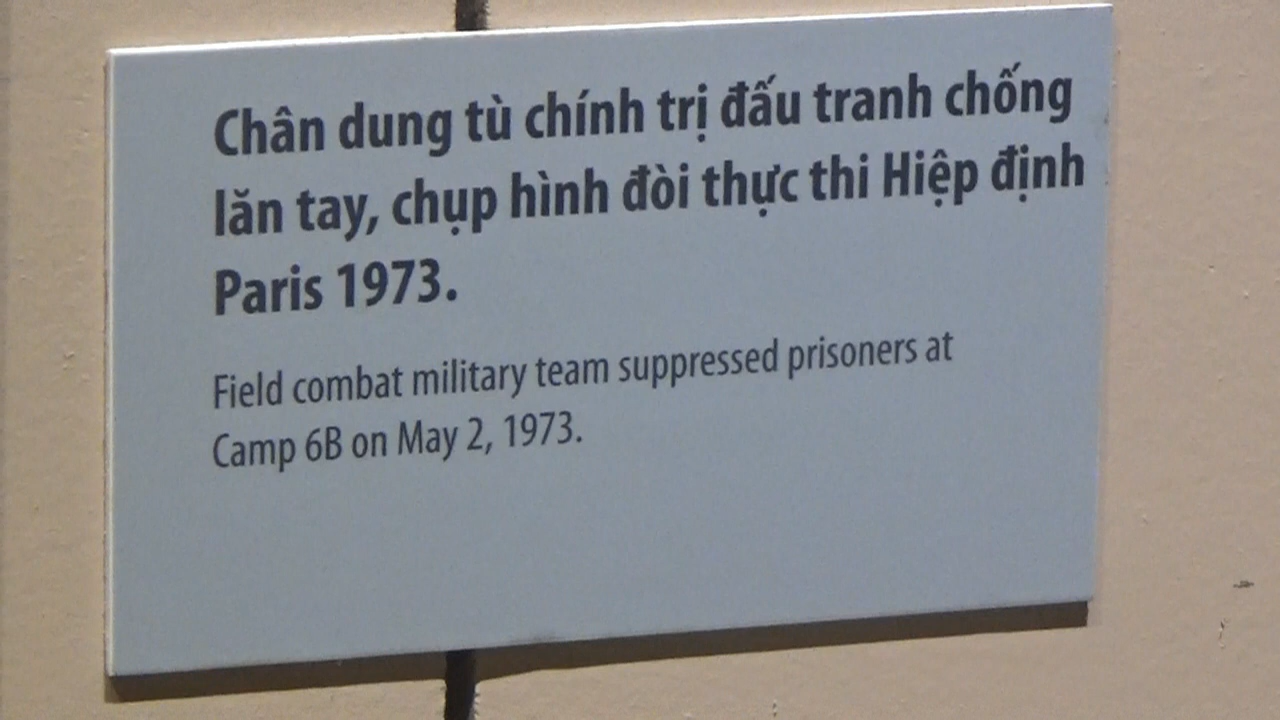 Chân dung tù chính trị đấu tranh chống
lăn tay, chụp hình đòi thực thi Hiệp định
Paris 1973.
Field combat military team suppressed prisoners at
Camp 6B on May 2, 1973.